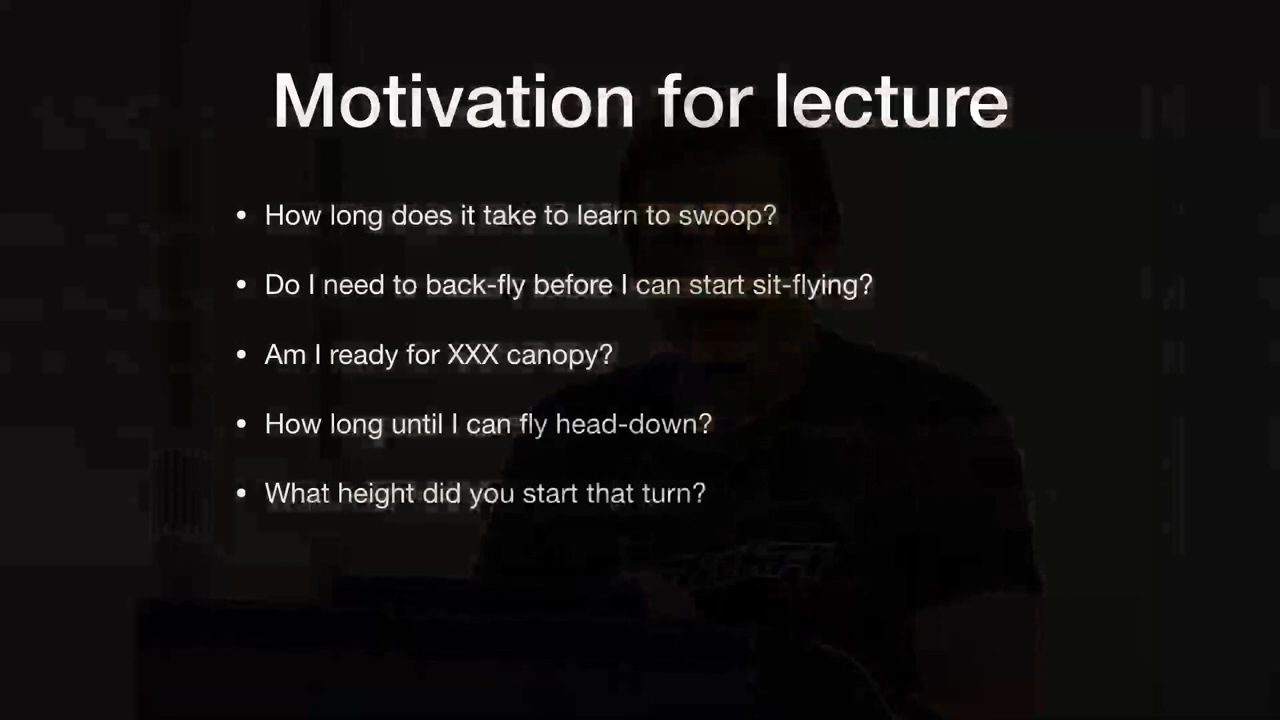 Motivation for lecture
• How long does it take to learn to swoop?
• Do I need to back-fly before I can start sit-flying?
• Am I ready for XXX canopy?
• How long until I can fly head-down?
• What height did you start that turn?